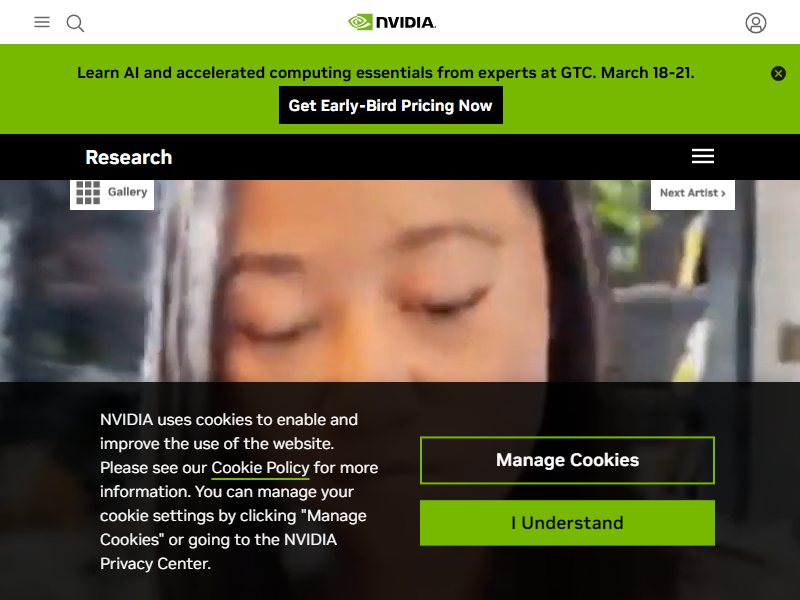 NVIDIA.
Learn AI and accelerated computing essentials from experts at GTC. March 18-21.
Get Early-Bird Pricing Now
Research
Gallery
Next Artist ›
NVIDIA uses cookies to enable and
improve the use of the website.
Please see our Cookie Policy for more
information. You can manage your
cookie settings by clicking "Manage
Cookies" or going to the NVIDIA
Privacy Center.
Manage Cookies
I Understand